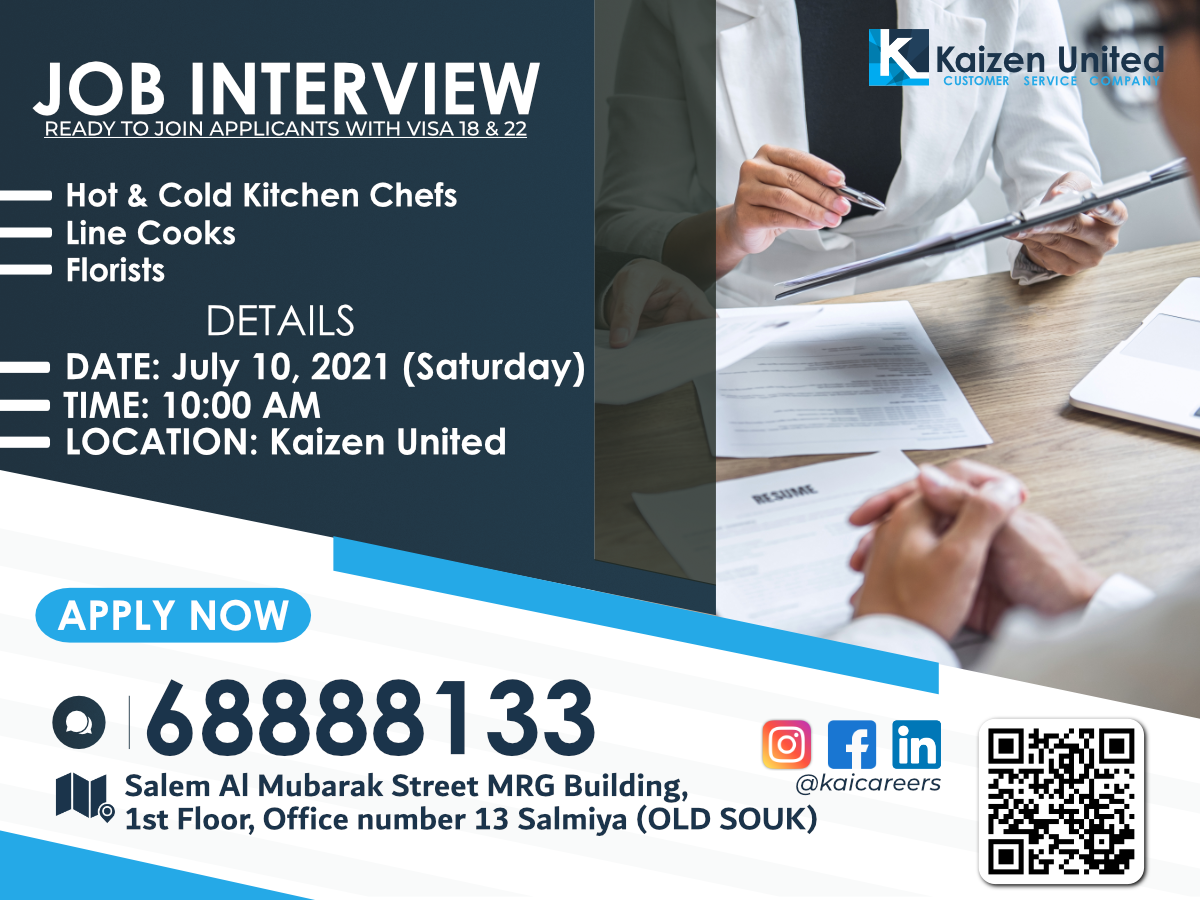 Kaizen United
CUSTOMER SERVICE COMPANY
JOB INTERVIEW
READY TO JOIN APPLICANTS WITH VISA 18 & 22
Hot & Cold Kitchen Chefs
Line Cooks
Florists
DETAILS
DATE: July 10, 2021 (Saturday)
TIME: 10:00 AM
LOCATION: Kaizen United
RESUME
APPLY NOW
68888133
Salem Al Mubarak Street MRG Building,
1st Floor, Office number 13 Salmiya (OLD SOUK)
@kaicareers